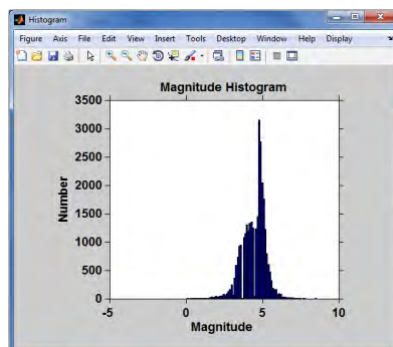 Histogram
Figure Axis File Edit View Insert Tools Desktop Window Help Display
Magnitude Histogram
3500
3000
2500
2000
1500
1000
500
0
Number
-5 0 5 10
Magnitude